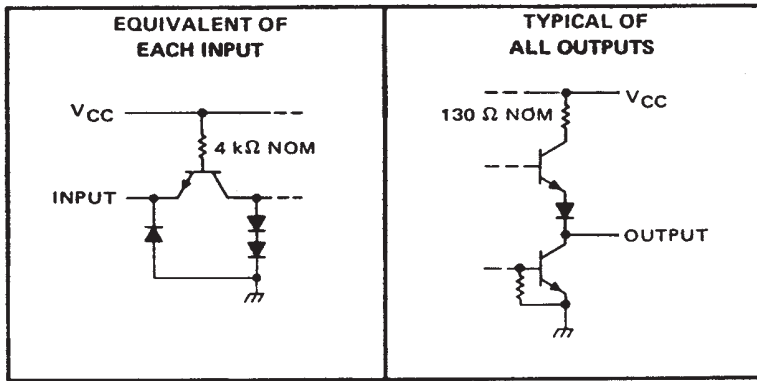 EQUIVALENT OF
EACH INPUT
VCC
4 kΩ NOM
INPUT
TYPICAL OF
ALL OUTPUTS
VCC
130 Ω NOM
OUTPUT